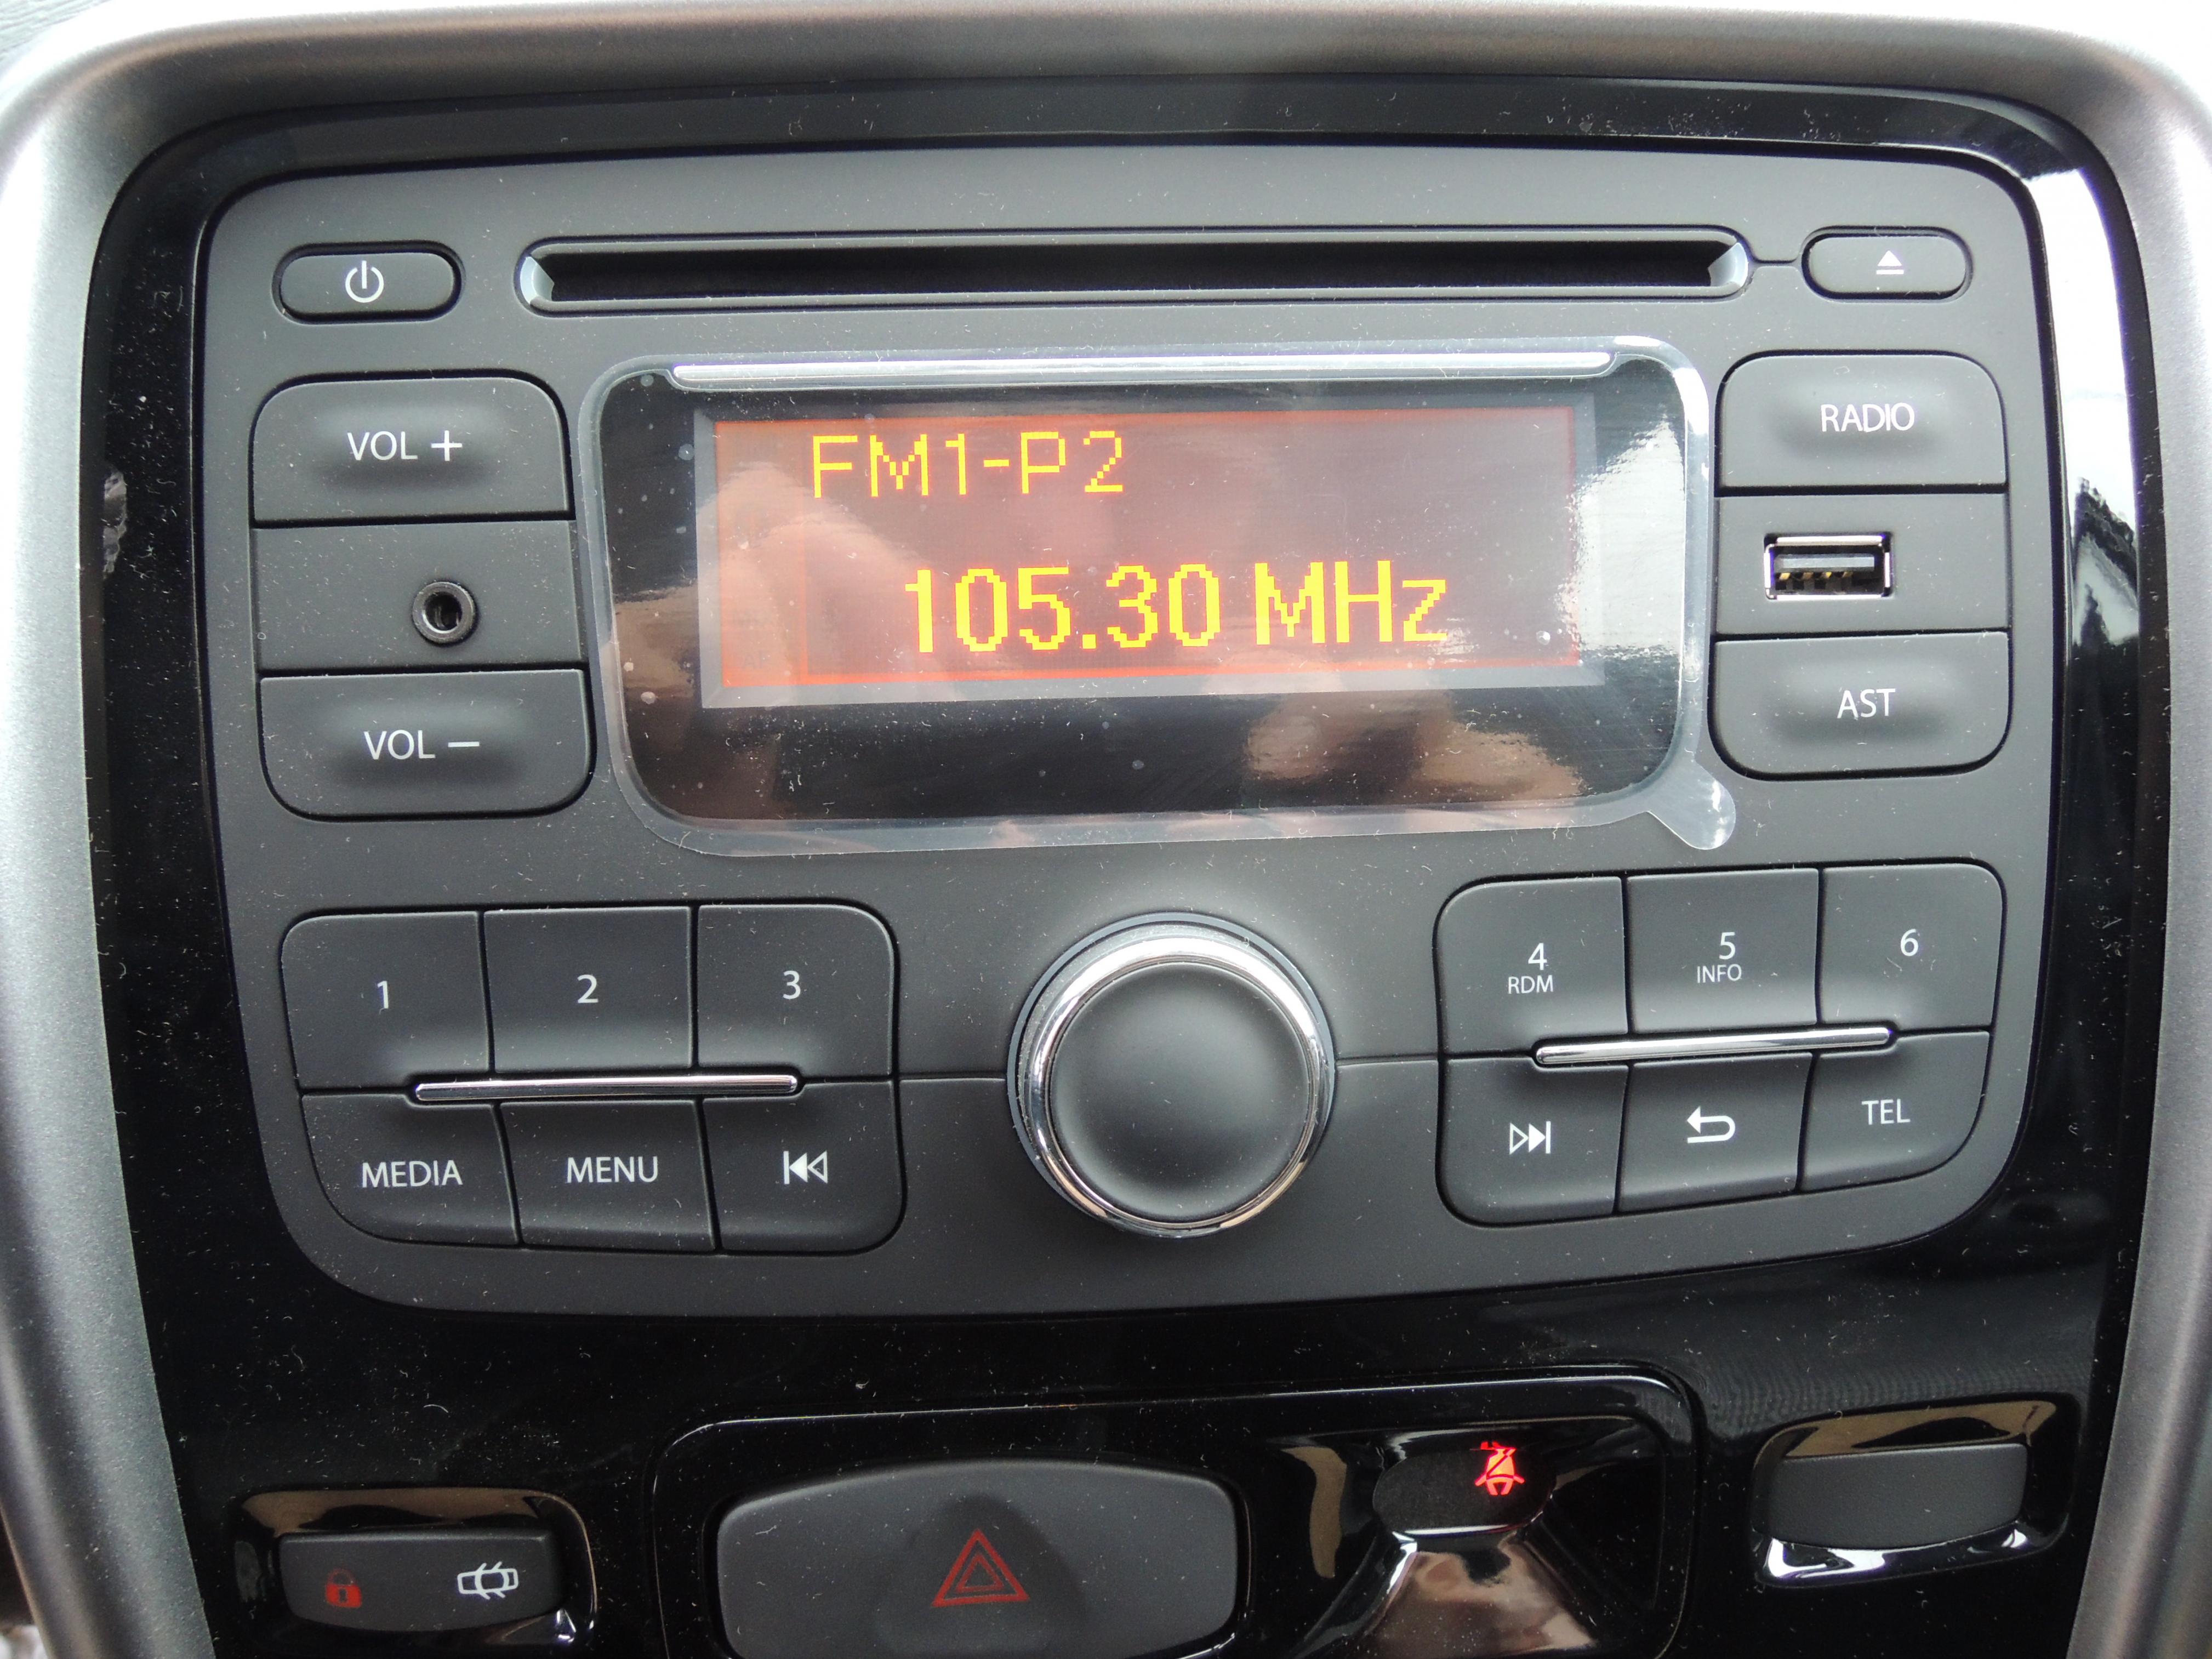 VOL +
FM1-P2
RADIO
105.30 MHz
VOL –
AST
1
2
3
4
RDM
5
INFO
6
MEDIA
MENU
TEL